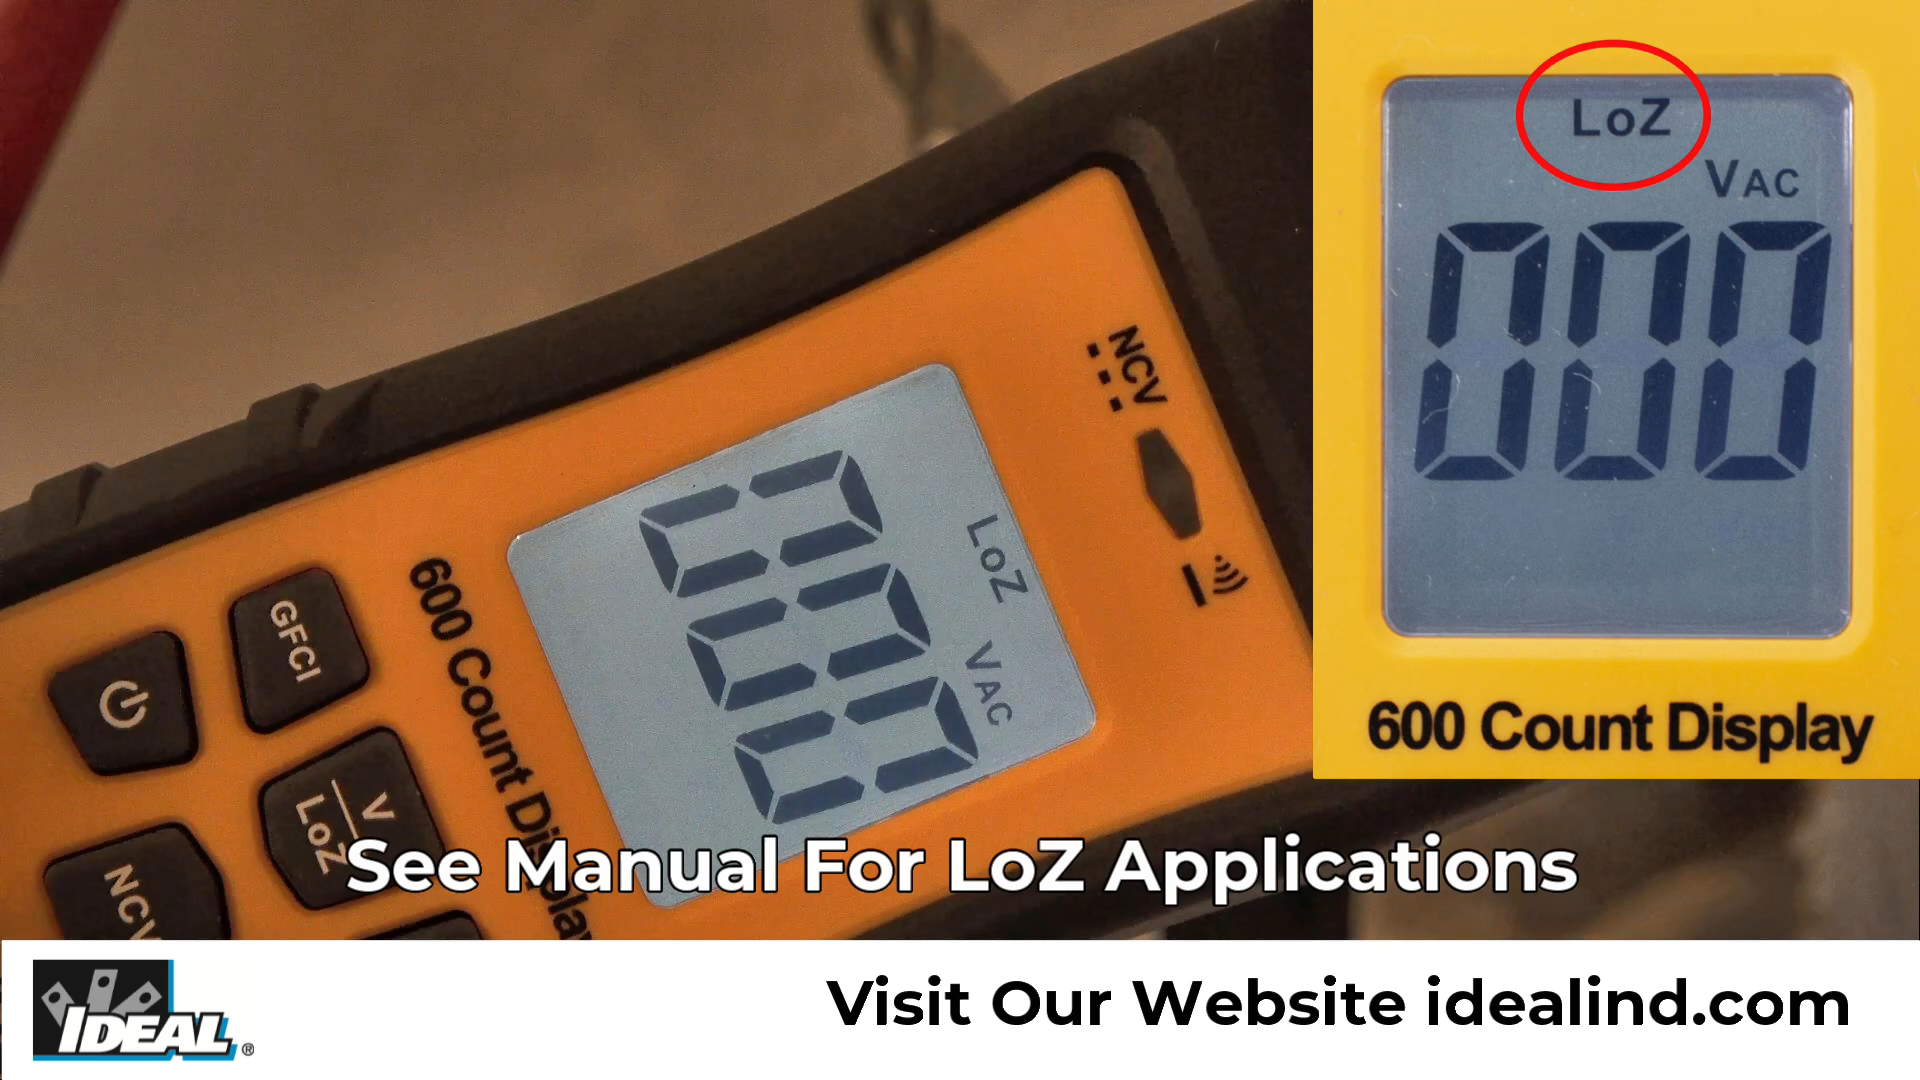 LoZ
VAC
000
600 Count Display
NCV
LoZ
VAC
000
600 Count Display
GFCI
V
LoZ
NCV
See Manual For LoZ Applications
IDEAL®
Visit Our Website idealind.com